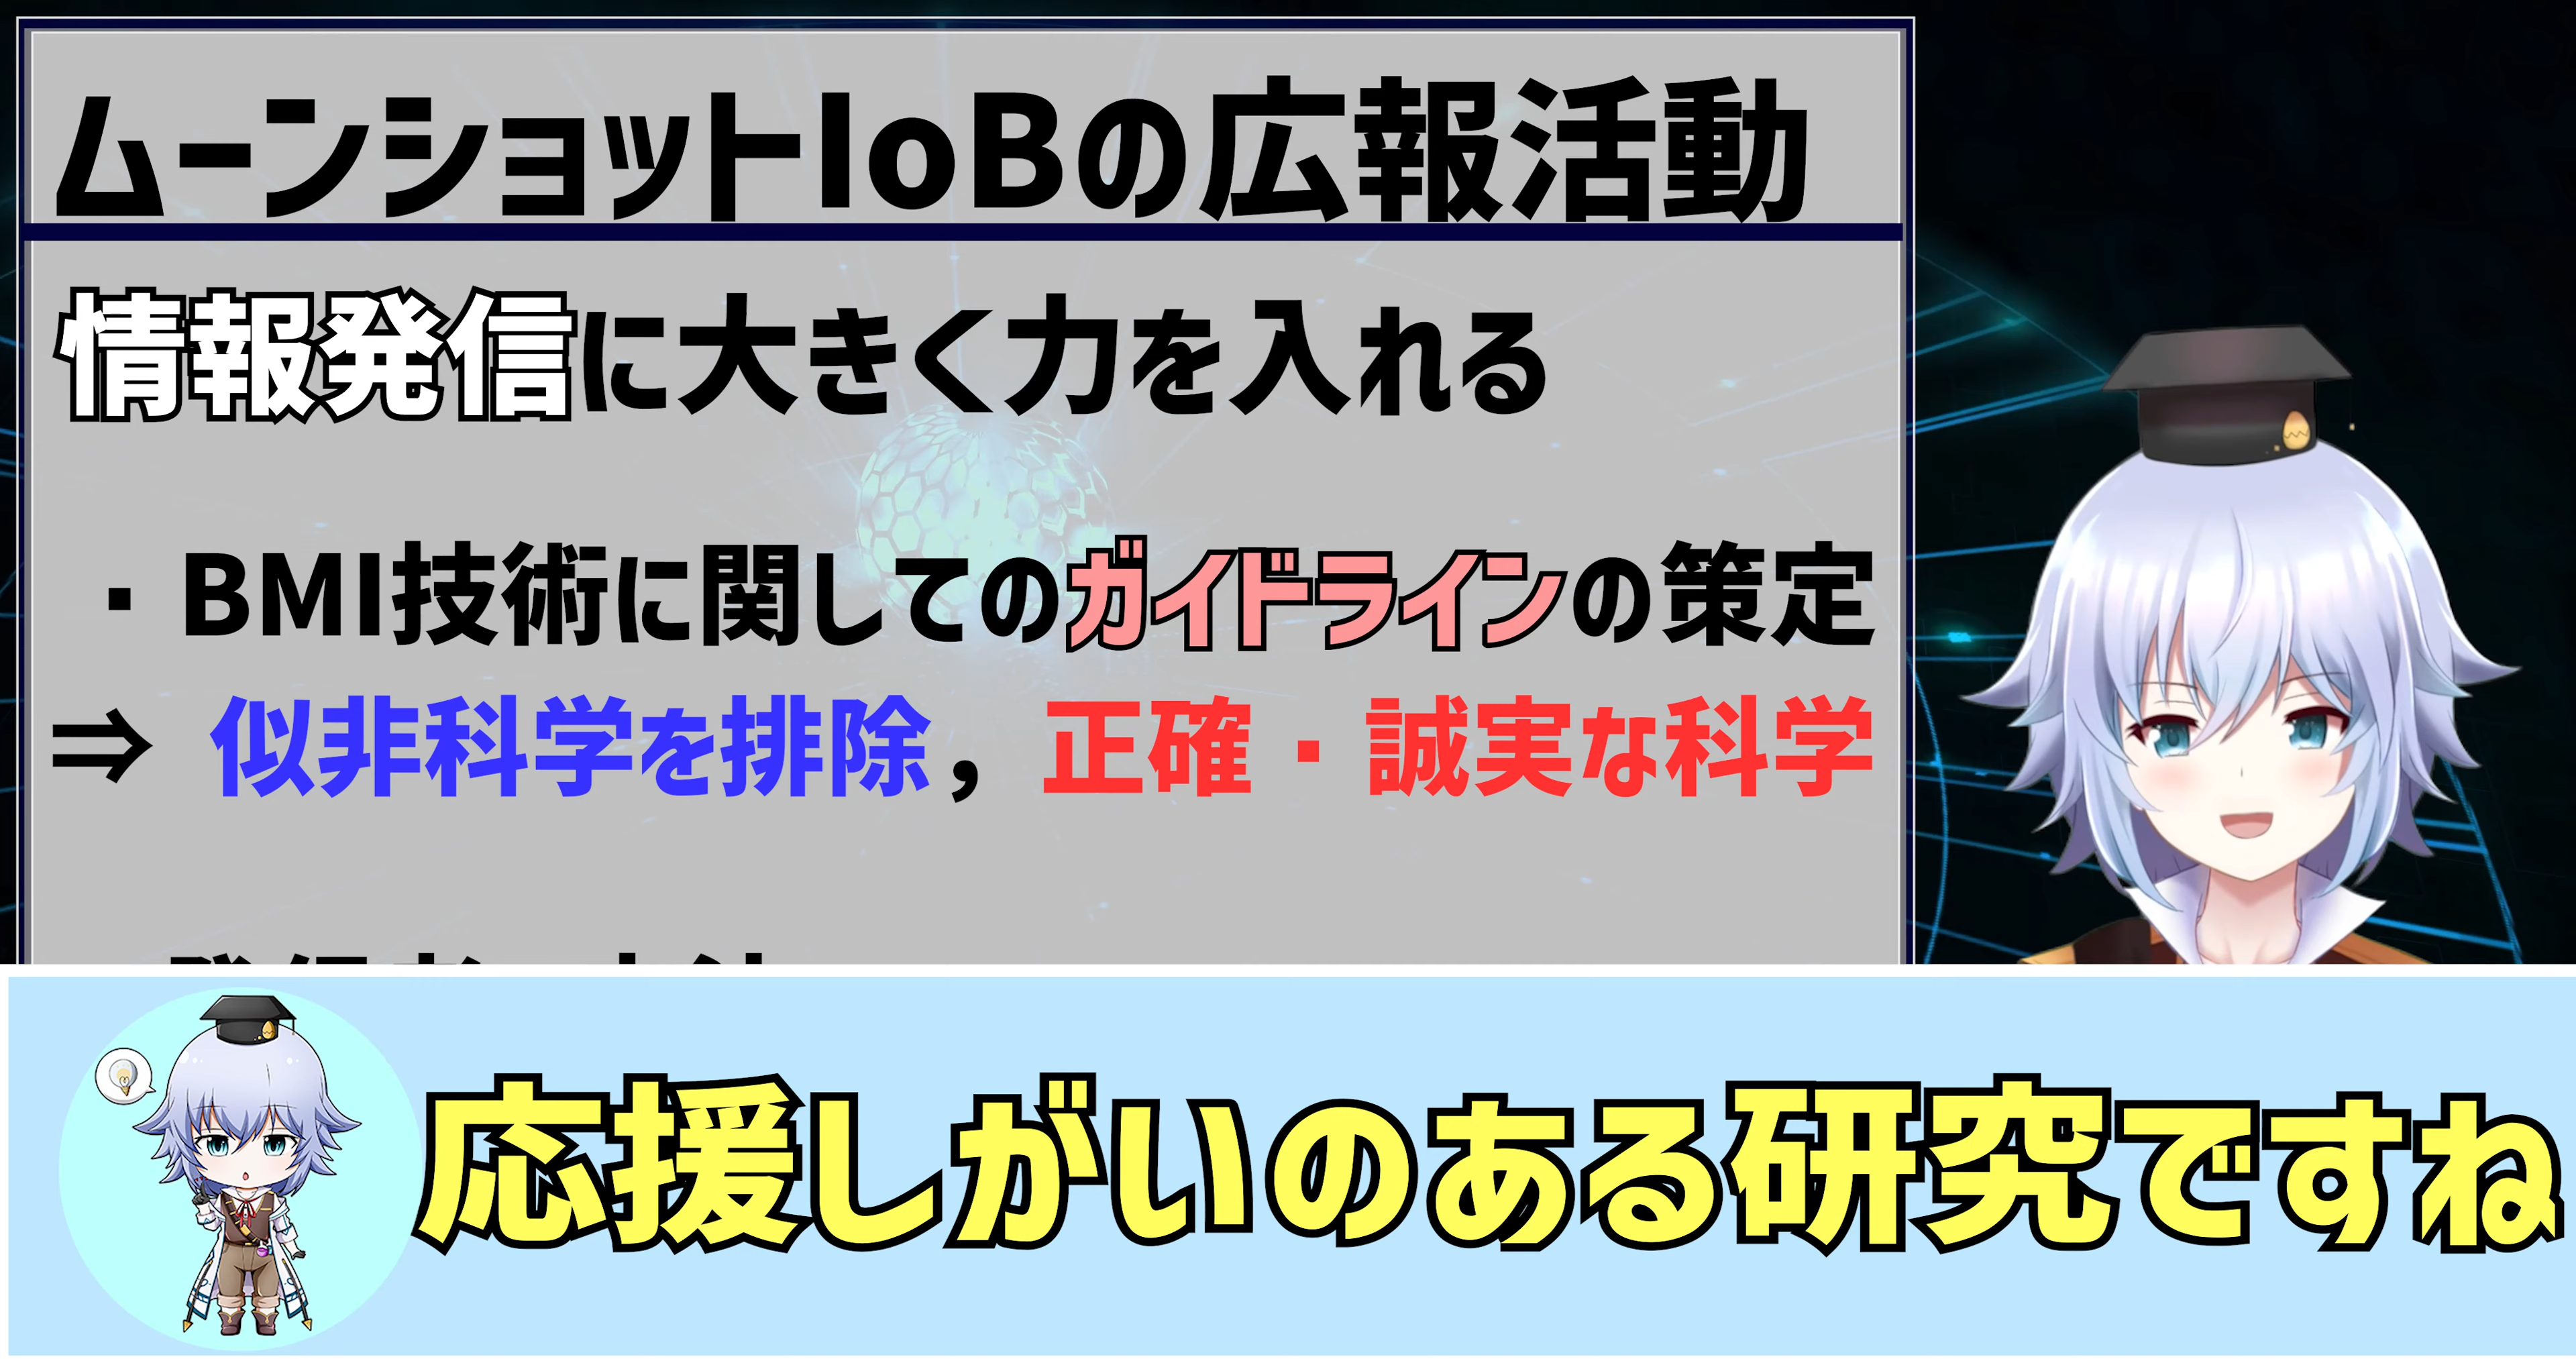 ムーンショットIoBの広報活動
情報発信に大きく力を入れる
・BMI技術に関してのガイドラインの策定
⇒ 似非科学を排除，正確・誠実な科学
応援しがいのある研究ですね